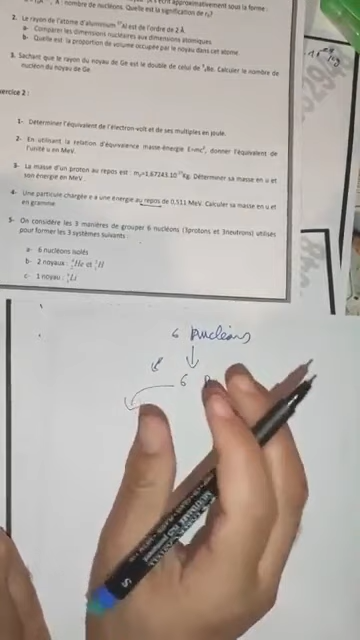 nucléons. Quelle est la signification de r₀?
2. Le rayon de l'atome d'aluminium ²⁷Al est de l'ordre de 2 Å.
a- Comparer les dimensions nucléaires aux dimensions atomiques.
b- Quelle est la proportion de volume occupée par le noyau dans cet atome.
3. Sachant que le rayon du noyau de Ge est le double de celui de ⁹₄Be. Calculer le nombre de
nucléon du noyau de Ge.
ercice 2 :
1- Déterminer l'équivalent de l'électron-volt et de ses multiples en joule.
2- En utilisant la relation d'équivalence masse-énergie E=mc², donner l'équivalent de
l'unité u en MeV.
3- La masse d'un proton au repos est : mₚ=1,67243.10⁻²⁷Kg. Déterminer sa masse en u et
son énergie en MeV.
4- Une particule chargée e a une énergie au repos de 0,511 MeV. Calculer sa masse en u et
en gramme.
5- On considère les 3 manières de grouper 6 nucléons (3protons et 3neutrons) utilisés
pour former les 3 systèmes suivants :
a- 6 nucléons isolés
b- 2 noyaux : He et H
c- 1 noyau : Li
6 nucléons
6